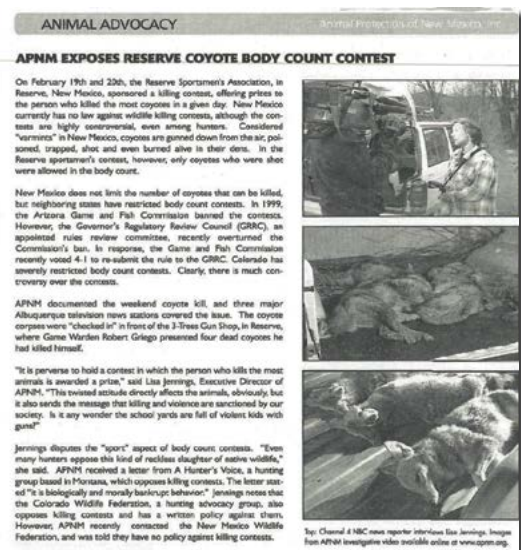 ANIMAL ADVOCACY
Animal Protection of New Mexico, Inc.
APNM EXPOSES RESERVE COYOTE BODY COUNT CONTEST
On February 19th and 20th, the Reserve Sportsmen's Association, in
Reserve, New Mexico, sponsored a killing contest, offering prizes to
the person who killed the most coyotes in a given day. New Mexico
currently has no law against wildlife killing contests, although the con-
tests are highly controversial, even among hunters. Considered
"varmints" in New Mexico, coyotes are gunned down from the air, poi-
soned, trapped, shot and even burned alive in their dens. In the
Reserve sportsmen's contest, however, only coyotes who were shot
were allowed in the body count.
New Mexico does not limit the number of coyotes that can be killed,
but neighboring states have restricted body count contests. In 1999,
the Arizona Game and Fish Commission banned the contests.
However, the Governor's Regulatory Review Council (GRRC), an
appointed rules review committee, recently overturned the
Commission's ban. In response, the Game and Fish Commission
recently voted 4-1 to re-submit the rule to the GRRC. Colorado has
severely restricted body count contests. Clearly, there is much con-
troversy over the contests.
APNM documented the weekend coyote kill, and three major
Albuquerque television news stations covered the issue. The coyote
corpses were "checked in" in front of the 3-Trees Gun Shop, in Reserve,
where Game Warden Robert Griego presented four dead coyotes he
had killed himself.
"It is perverse to hold a contest in which the person who kills the most
animals is awarded a prize," said Lisa Jennings, Executive Director of
APNM, "This twisted attitude directly affects the animals, obviously, but
it also sends the message that killing and violence are sanctioned by our
society. Is it any wonder the school yards are full of violent kids with
guns?"
Jennings disputes the "sport" aspect of body count contests. "Even
many hunters oppose this kind of reckless slaughter of native wildlife,"
she said. APNM received a letter from A Hunter's Voice, a hunting
group based in Montana, which opposes killing contests. The letter stat-
ed "it is biologically and morally bankrupt behavior." Jennings notes that
the Colorado Wildlife Federation, a hunting advocacy group, also
opposes killing contests and has a written policy against them.
However, APNM recently contacted the New Mexico Wildlife
Federation, and was told they have no policy against killing contests.
Top: Channel 4 NBC news reporter interviews Lisa Jennings. Images
from APNM investigative video available online at www.apnm.org.